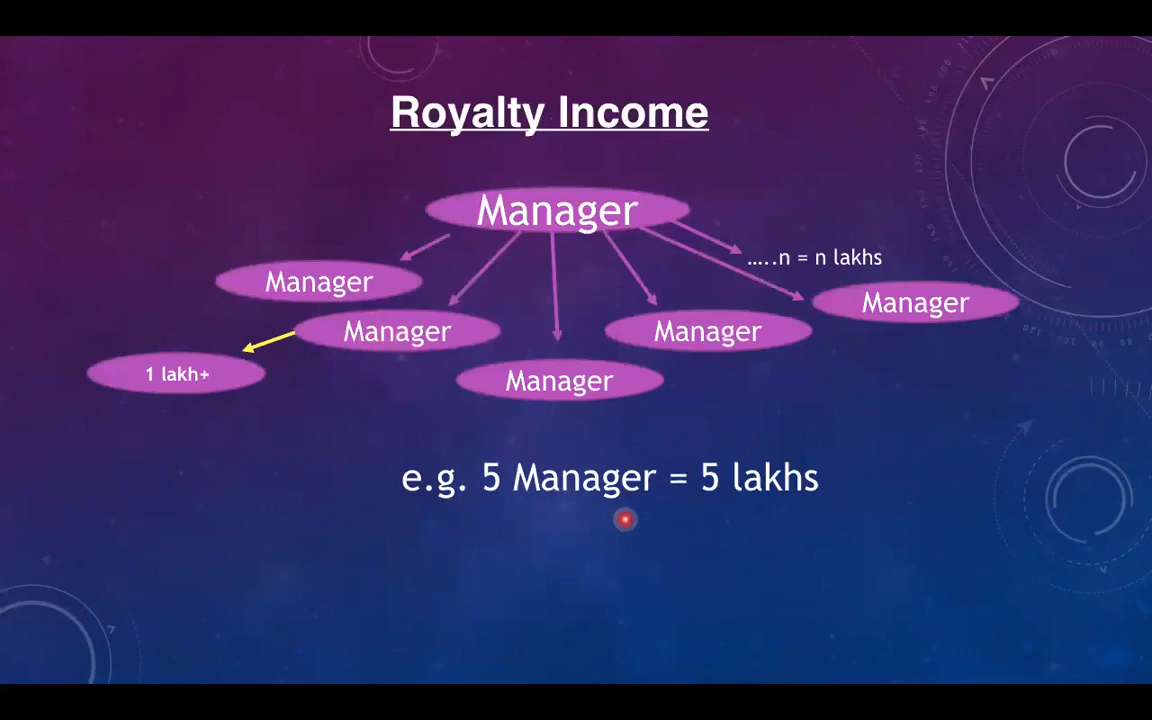 Royalty Income
Manager
…..n = n lakhs
Manager
Manager
Manager
Manager
1 lakh+
Manager
e.g. 5 Manager = 5 lakhs